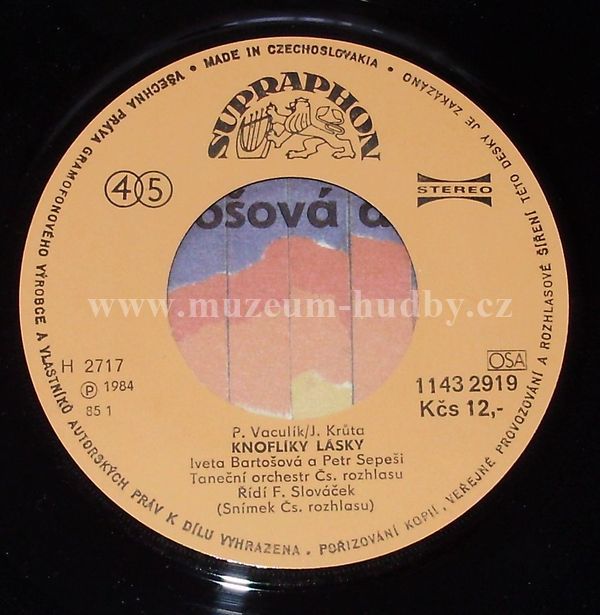 VŠECHNA PRÁVA GRAMOFONOVÉHO VÝROBCE A VLASTNÍKŮ AUTORSKÝCH PRÁV K DÍLU VYHRAZENA. POŘIZOVÁNÍ KOPIÍ, VEŘEJNÉ PROVOZOVÁNÍ A ROZHLASOVÉ ŠÍŘENÍ TÉTO DESKY JE ZAKÁZÁNO
• MADE IN CZECHOSLOVAKIA •
SUPRAPHON
45
STEREO
ošová a
www.muzeum-hudby.cz
H 2717
Ⓟ 1984
85 1
OSA
1143 2919
Kčs 12,-
P. Vaculík/J. Krůta
KNOFLÍKY LÁSKY
Iveta Bartošová a Petr Sepeši
Taneční orchestr Čs. rozhlasu
Řídí F. Slováček
(Snímek Čs. rozhlasu)